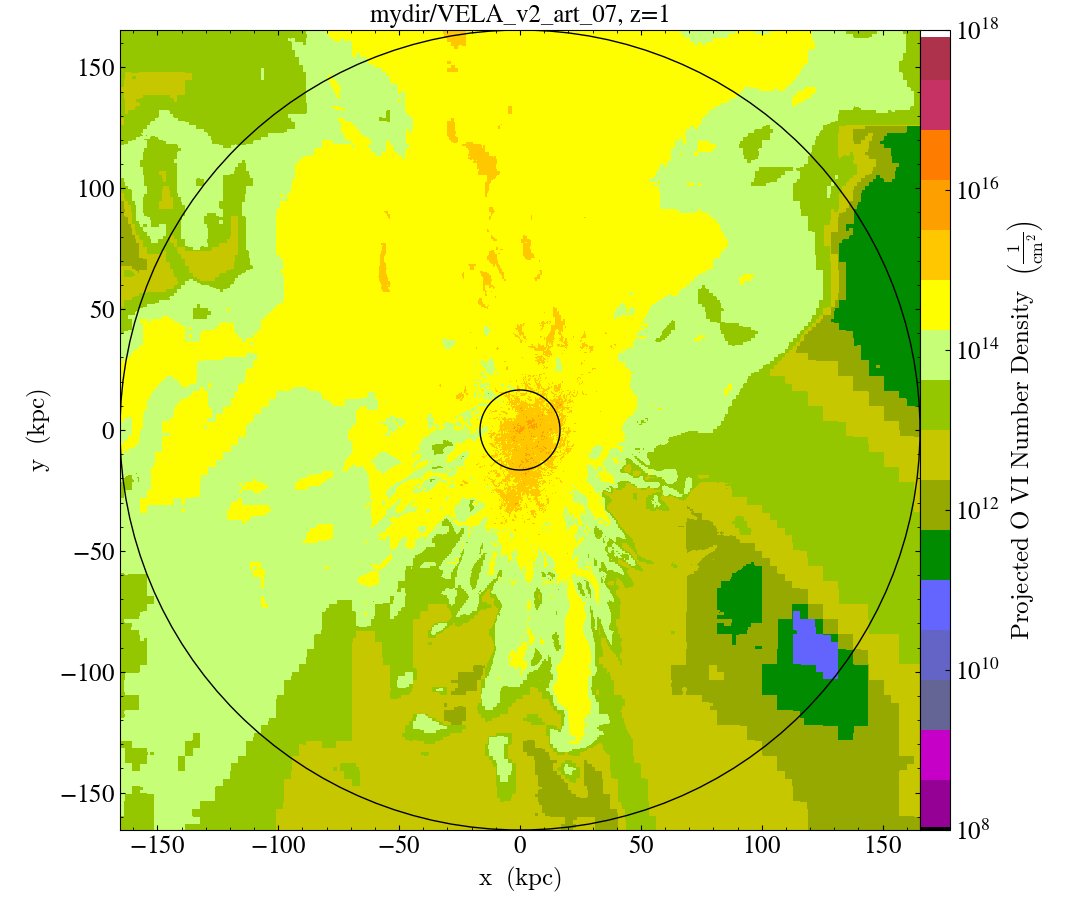 mydir/VELA_v2_art_07, z=1
150
100
50
0
−50
−100
−150
y (kpc)
−150 −100 −50 0 50 100 150
x (kpc)
10^18
10^16
10^14
10^12
10^10
10^8
Projected O VI Number Density (1/cm^2)